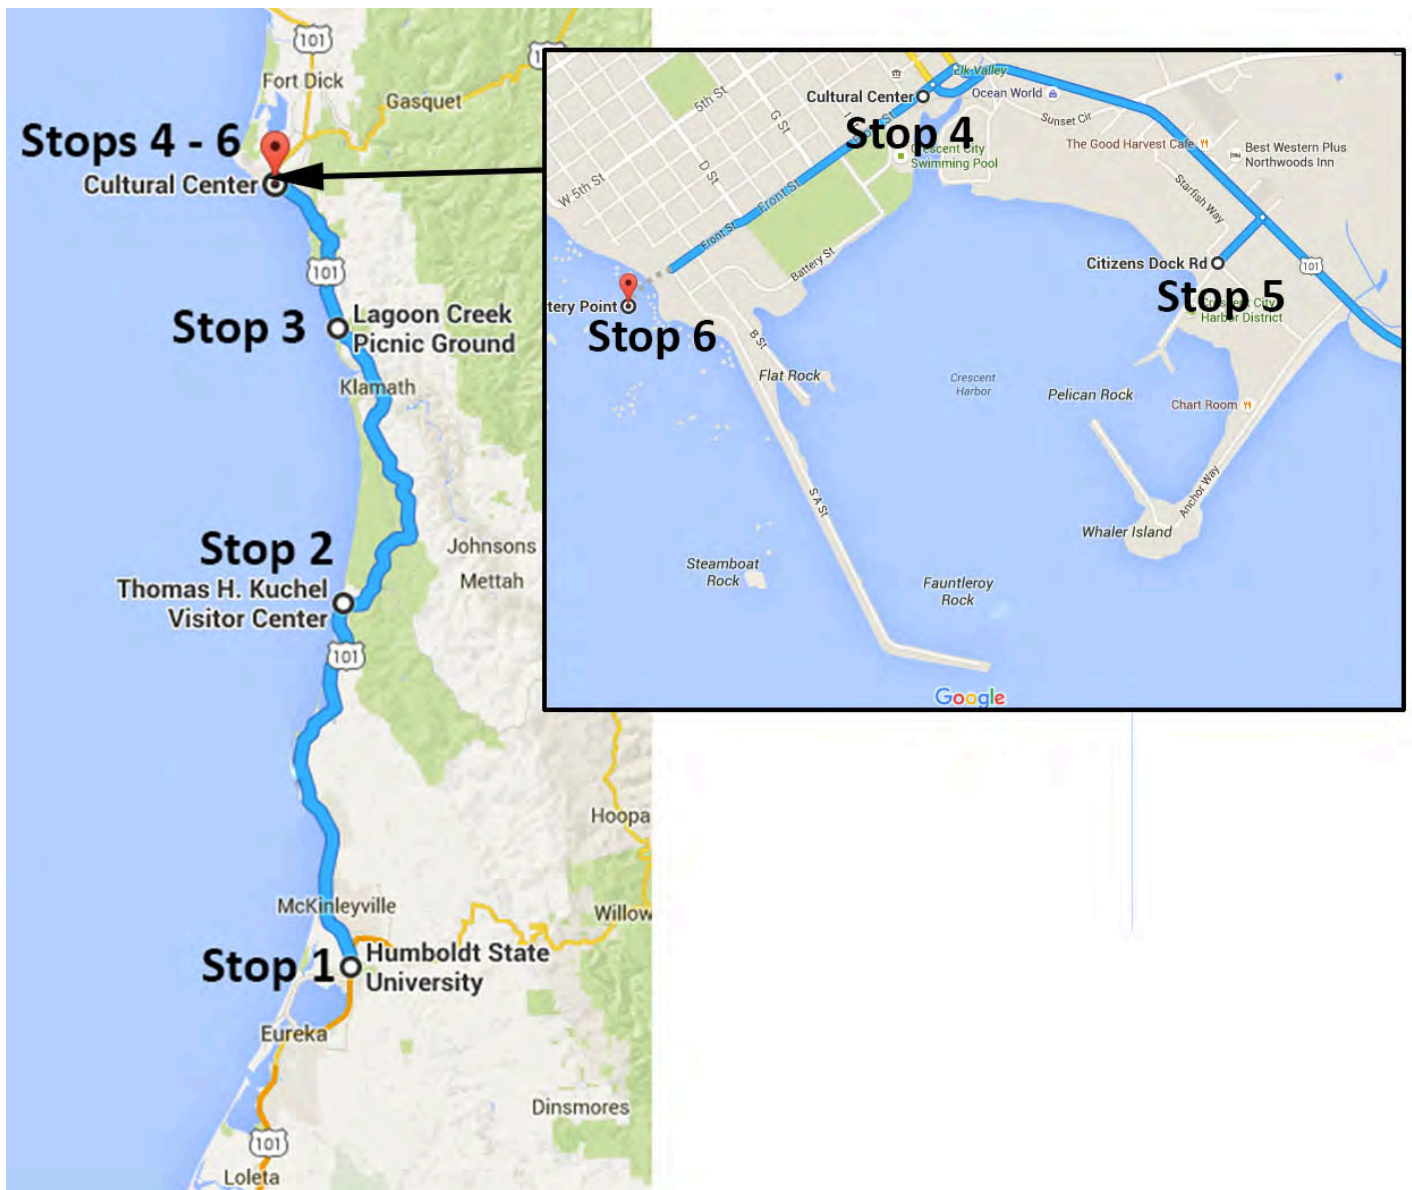 101
Fort Dick
Gasquet
Stops 4 - 6
Cultural Center
101
Stop 3
Lagoon Creek
Picnic Ground
Klamath
Stop 2
Johnsons
Thomas H. Kuchel
Visitor Center
Mettah
101
Hoopa
McKinleyville
Willow
Stop 1
Humboldt State
University
Eureka
Dinsmores
101
Loleta
Elk Valley
Cultural Center
Ocean World
5th St
G St
Stop 4
Sunset Cir
The Good Harvest Cafe
Best Western Plus
Northwoods Inn
Crescent City
Swimming Pool
D St
W 5th St
Front St
Front St
Starfish Way
Battery St
Citizens Dock Rd
101
Stop 5
Harbor District
tery Point
Stop 6
B St
Flat Rock
Crescent
Harbor
Pelican Rock
Chart Room
S A St
Anchor Way
Whaler Island
Steamboat
Rock
Fauntleroy
Rock
Google